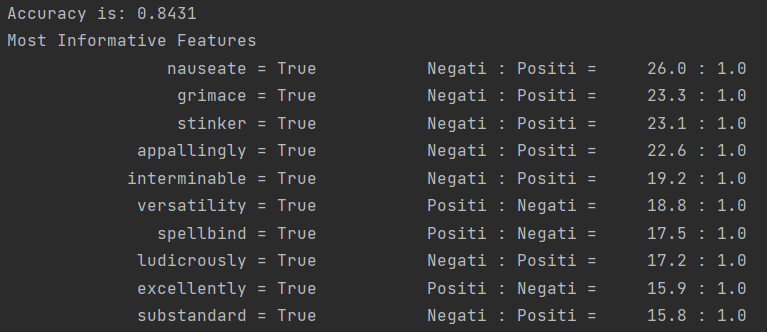 Accuracy is: 0.8431
Most Informative Features
nauseate = True Negati : Positi = 26.0 : 1.0
grimace = True Negati : Positi = 23.3 : 1.0
stinker = True Negati : Positi = 23.1 : 1.0
appallingly = True Negati : Positi = 22.6 : 1.0
interminable = True Negati : Positi = 19.2 : 1.0
versatility = True Positi : Negati = 18.8 : 1.0
spellbind = True Positi : Negati = 17.5 : 1.0
ludicrously = True Negati : Positi = 17.2 : 1.0
excellently = True Positi : Negati = 15.9 : 1.0
substandard = True Negati : Positi = 15.8 : 1.0